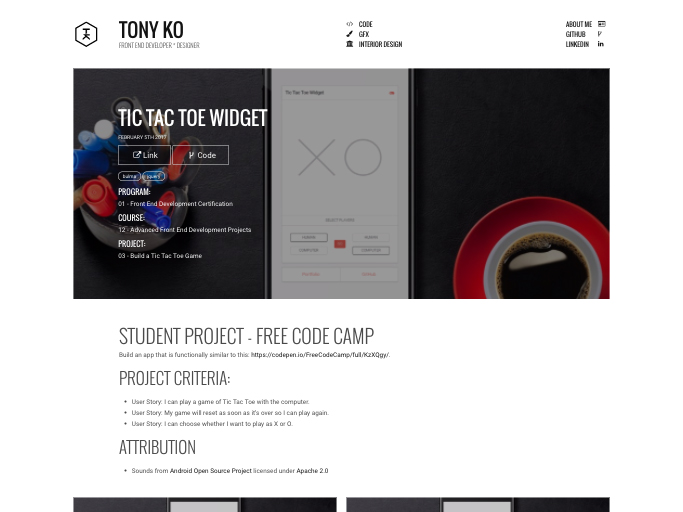 TONY KO
FRONT END DEVELOPER * DESIGNER
CODE
GFX
INTERIOR DESIGN
ABOUT ME
GITHUB
LINKEDIN
TIC TAC TOE WIDGET
FEBRUARY 5TH 2017
Link
Code
bulma
jquery
PROGRAM:
01 - Front End Development Certification
COURSE:
12 - Advanced Front End Development Projects
PROJECT:
03 - Build a Tic Tac Toe Game
Tic Tac Toe Widget
STUDENT PROJECT - FREE CODE CAMP
Build an app that is functionally similar to this: https://codepen.io/FreeCodeCamp/full/KzXQgy/.
PROJECT CRITERIA:
User Story: I can play a game of Tic Tac Toe with the computer.
User Story: My game will reset as soon as it's over so I can play again.
User Story: I can choose whether I want to play as X or O.
ATTRIBUTION
Sounds from Android Open Source Project licensed under Apache 2.0